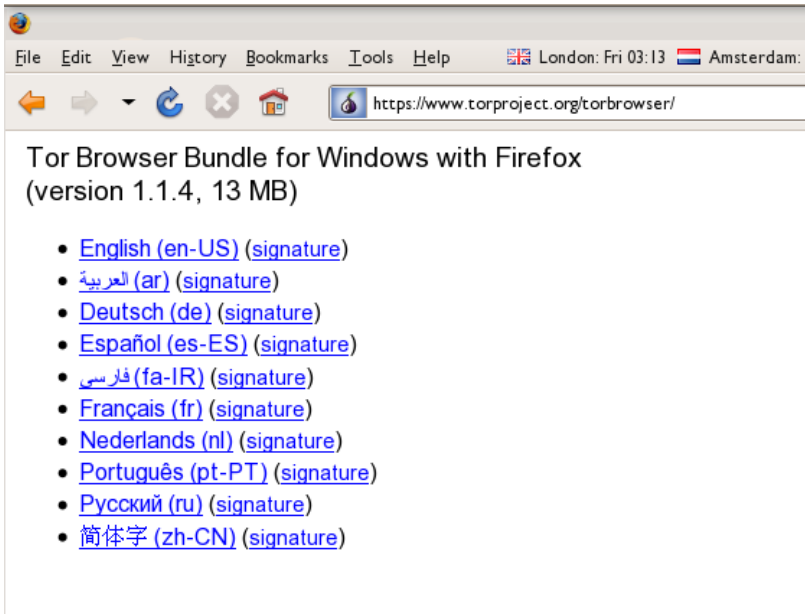 File Edit View History Bookmarks Tools Help London: Fri 03:13 Amsterdam:
https://www.torproject.org/torbrowser/
Tor Browser Bundle for Windows with Firefox
(version 1.1.4, 13 MB)
English (en-US) (signature)
العربية (ar) (signature)
Deutsch (de) (signature)
Español (es-ES) (signature)
فارسی (fa-IR) (signature)
Français (fr) (signature)
Nederlands (nl) (signature)
Português (pt-PT) (signature)
Русский (ru) (signature)
简体字 (zh-CN) (signature)